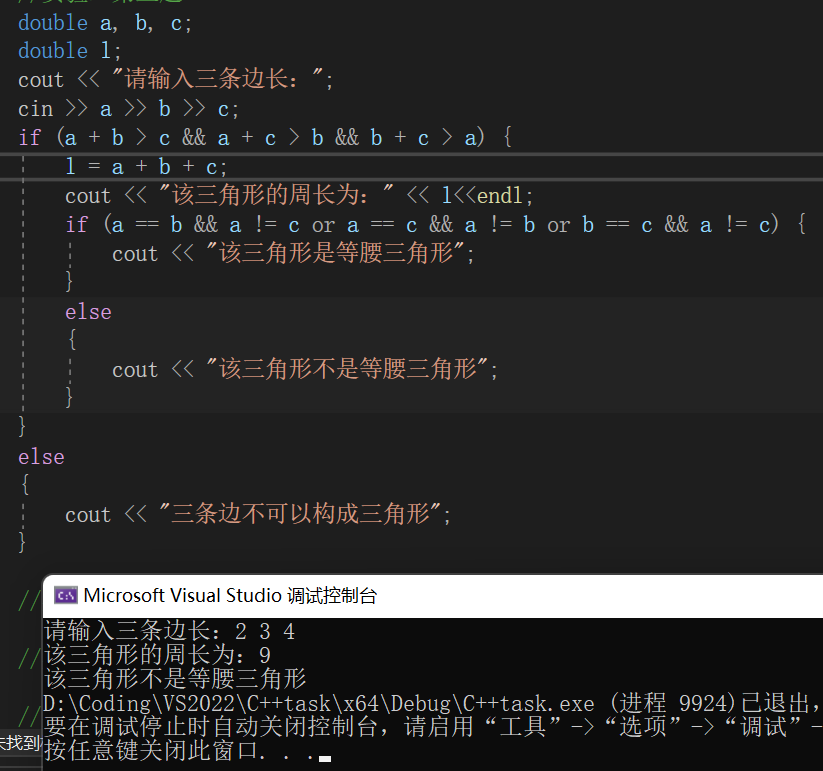 double a, b, c;
double l;
cout << "请输入三条边长: ";
cin >> a >> b >> c;
if (a + b > c && a + c > b && b + c > a) {
l = a + b + c;
cout << "该三角形的周长为: " << l<<endl;
if (a == b && a != c or a == c && a != b or b == c && a != c) {
cout << "该三角形是等腰三角形";
}
else
{
cout << "该三角形不是等腰三角形";
}
}
else
{
cout << "三条边不可以构成三角形";
}
//
//
//
未找到
Microsoft Visual Studio 调试控制台
请输入三条边长: 2 3 4
该三角形的周长为: 9
该三角形不是等腰三角形
D:\Coding\VS2022\C++task\x64\Debug\C++task.exe (进程 9924)已退出,
要在调试停止时自动关闭控制台, 请启用“工具”->“选项”->“调试”-
按任意键关闭此窗口. . .